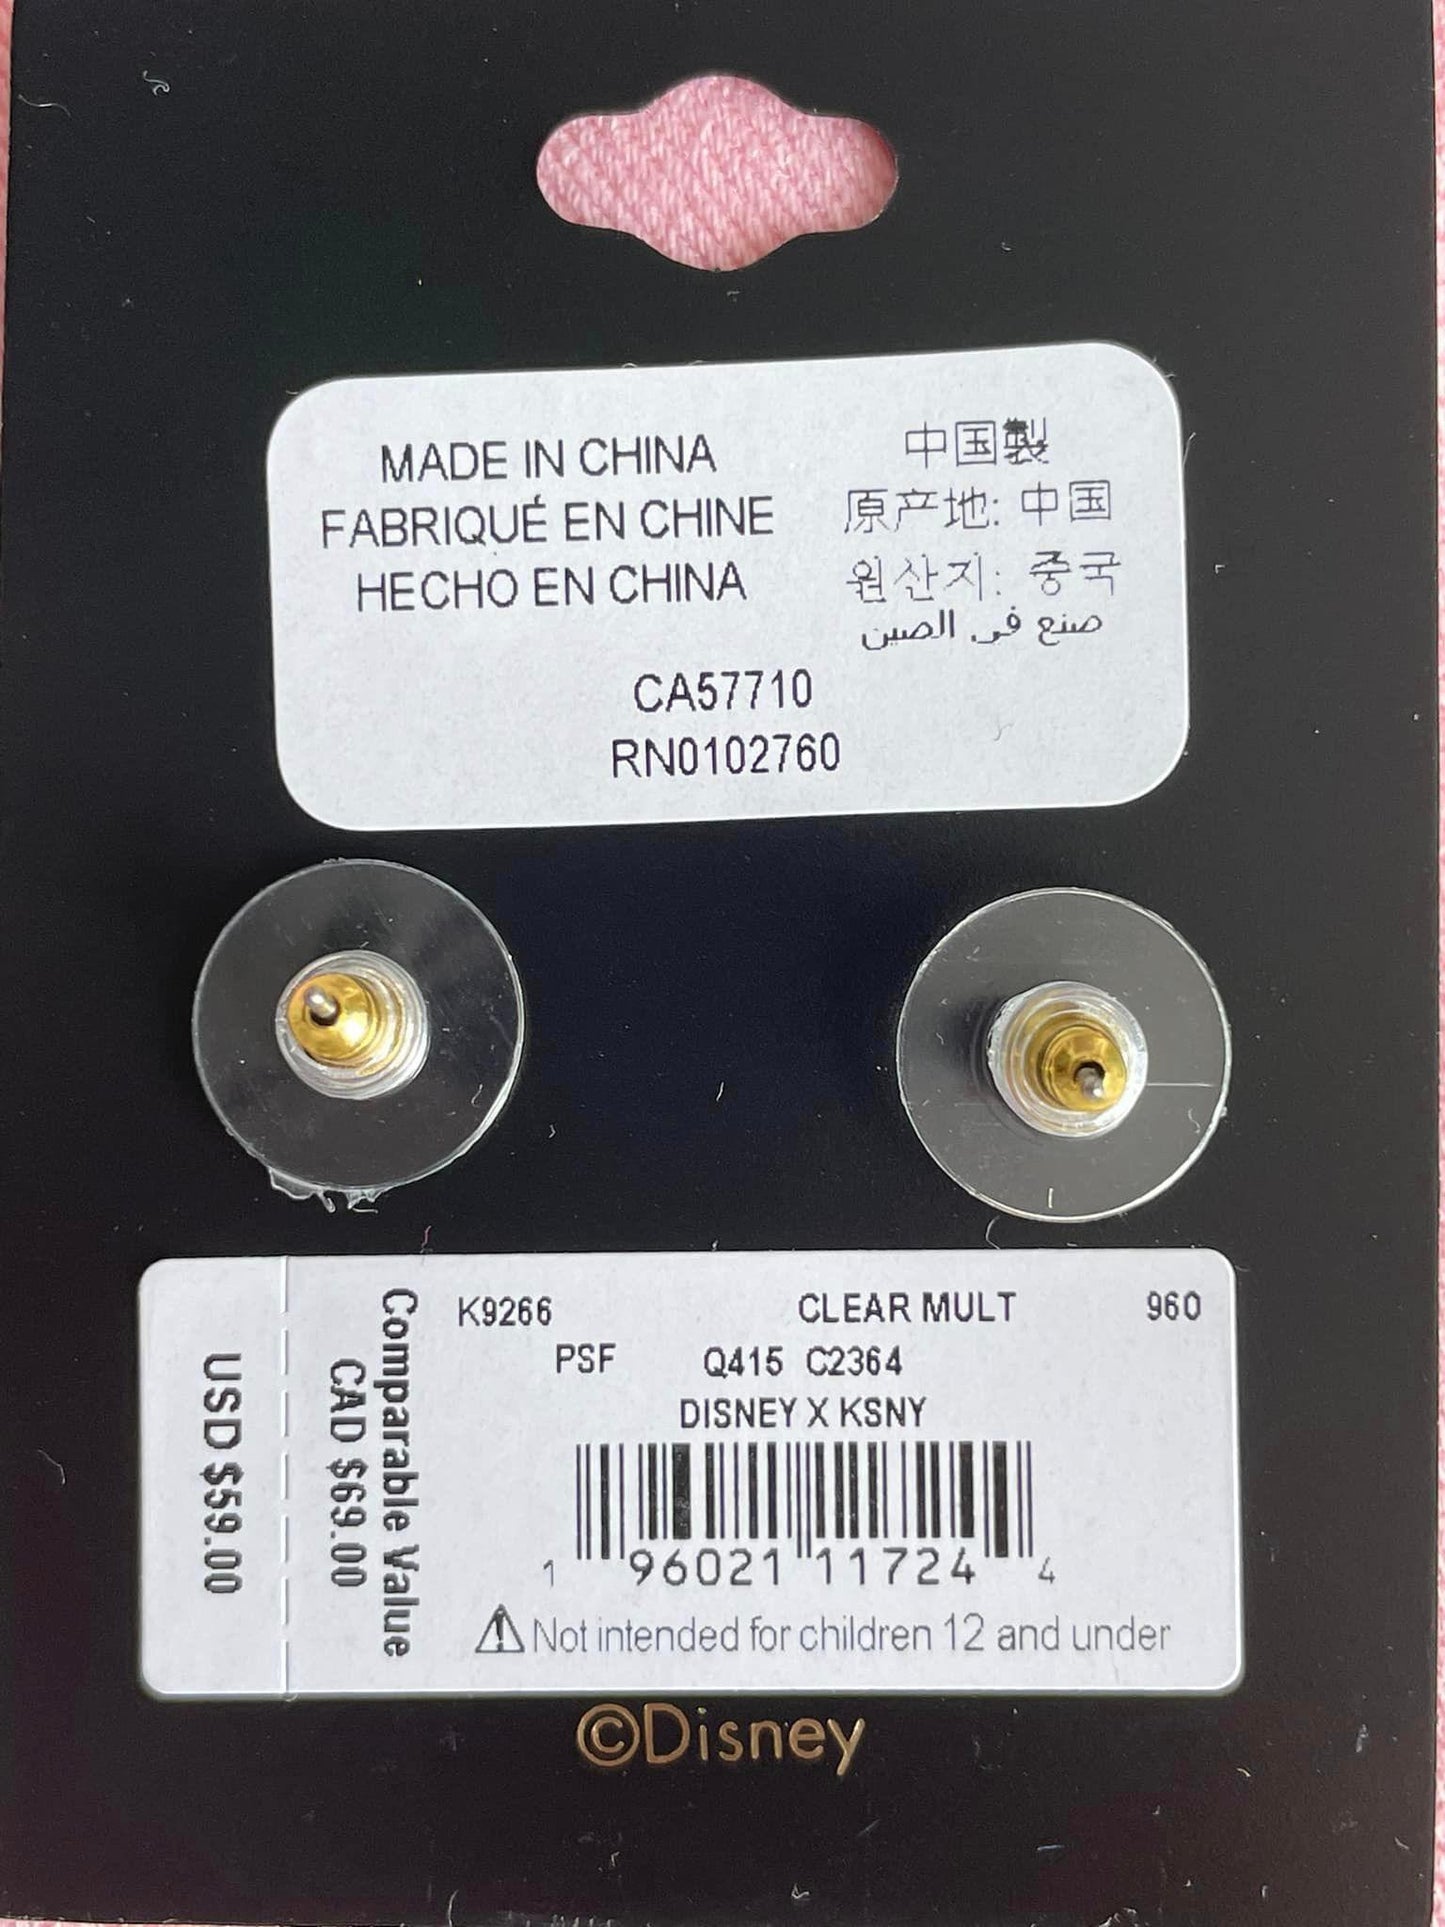 MADE IN CHINA
FABRIQUÉ EN CHINE
HECHO EN CHINA
中国製
原产地: 中国
원산지: 중국
صنع في الصين
CA57710
RN0102760
USD $59.00
CAD $69.00
Comparable Value
K9266 CLEAR MULT 960
PSF Q415 C2364
DISNEY X KSNY
1 96021 11724 4
Not intended for children 12 and under
©Disney